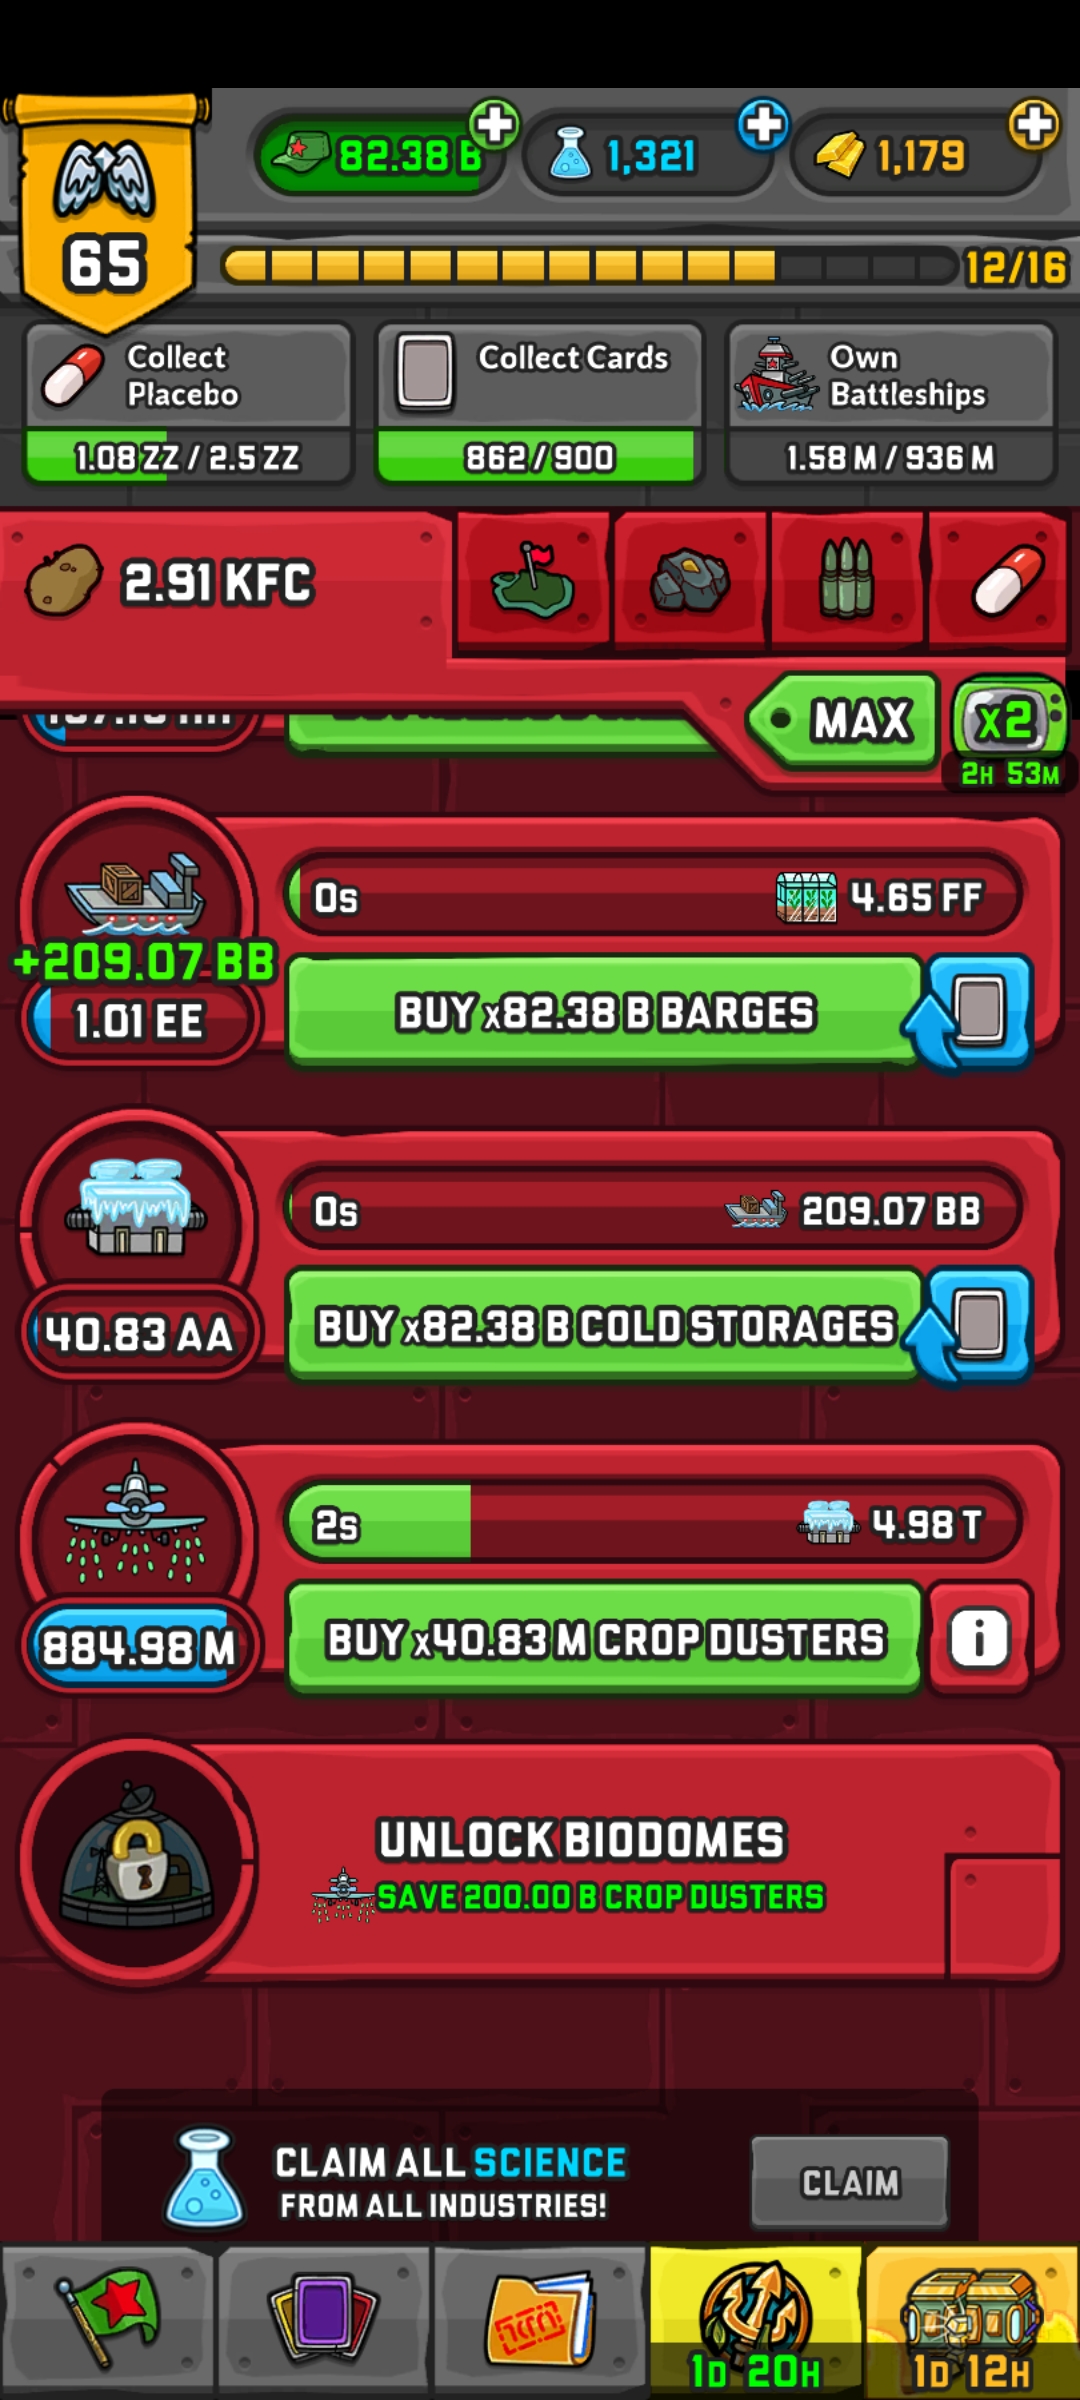 82.38 B
1,321
1,179
65
12/16
Collect
Placebo
1.08 ZZ / 2.5 ZZ
Collect Cards
862/900
Own
Battleships
1.58 M / 936 M
2.91 KFC
MAX
x2
2H 53M
0s
4.65 FF
+209.07 BB
1.01 EE
BUY x82.38 B BARGES
0s
209.07 BB
40.83 AA
BUY x82.38 B COLD STORAGES
2s
4.98 T
884.98 M
BUY x40.83 M CROP DUSTERS
i
UNLOCK BIODOMES
SAVE 200.00 B CROP DUSTERS
CLAIM ALL SCIENCE
FROM ALL INDUSTRIES!
CLAIM
1D 20H
1D 12H